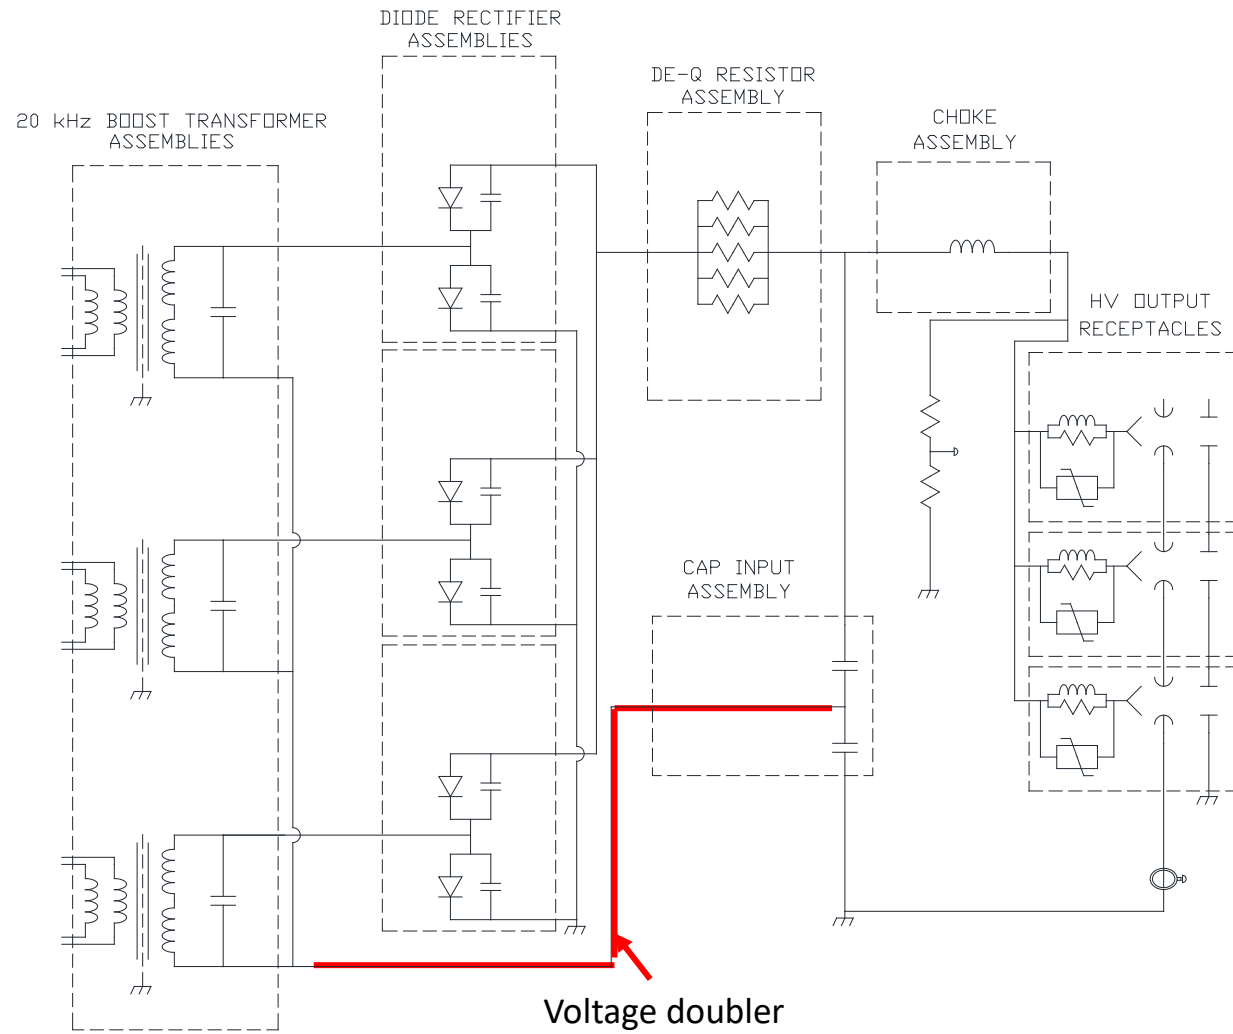 DIODE RECTIFIER
ASSEMBLIES
DE-Q RESISTOR
ASSEMBLY
CHOKE
ASSEMBLY
20 kHz BOOST TRANSFORMER
ASSEMBLIES
HV OUTPUT
RECEPTACLES
CAP INPUT
ASSEMBLY
Voltage doubler